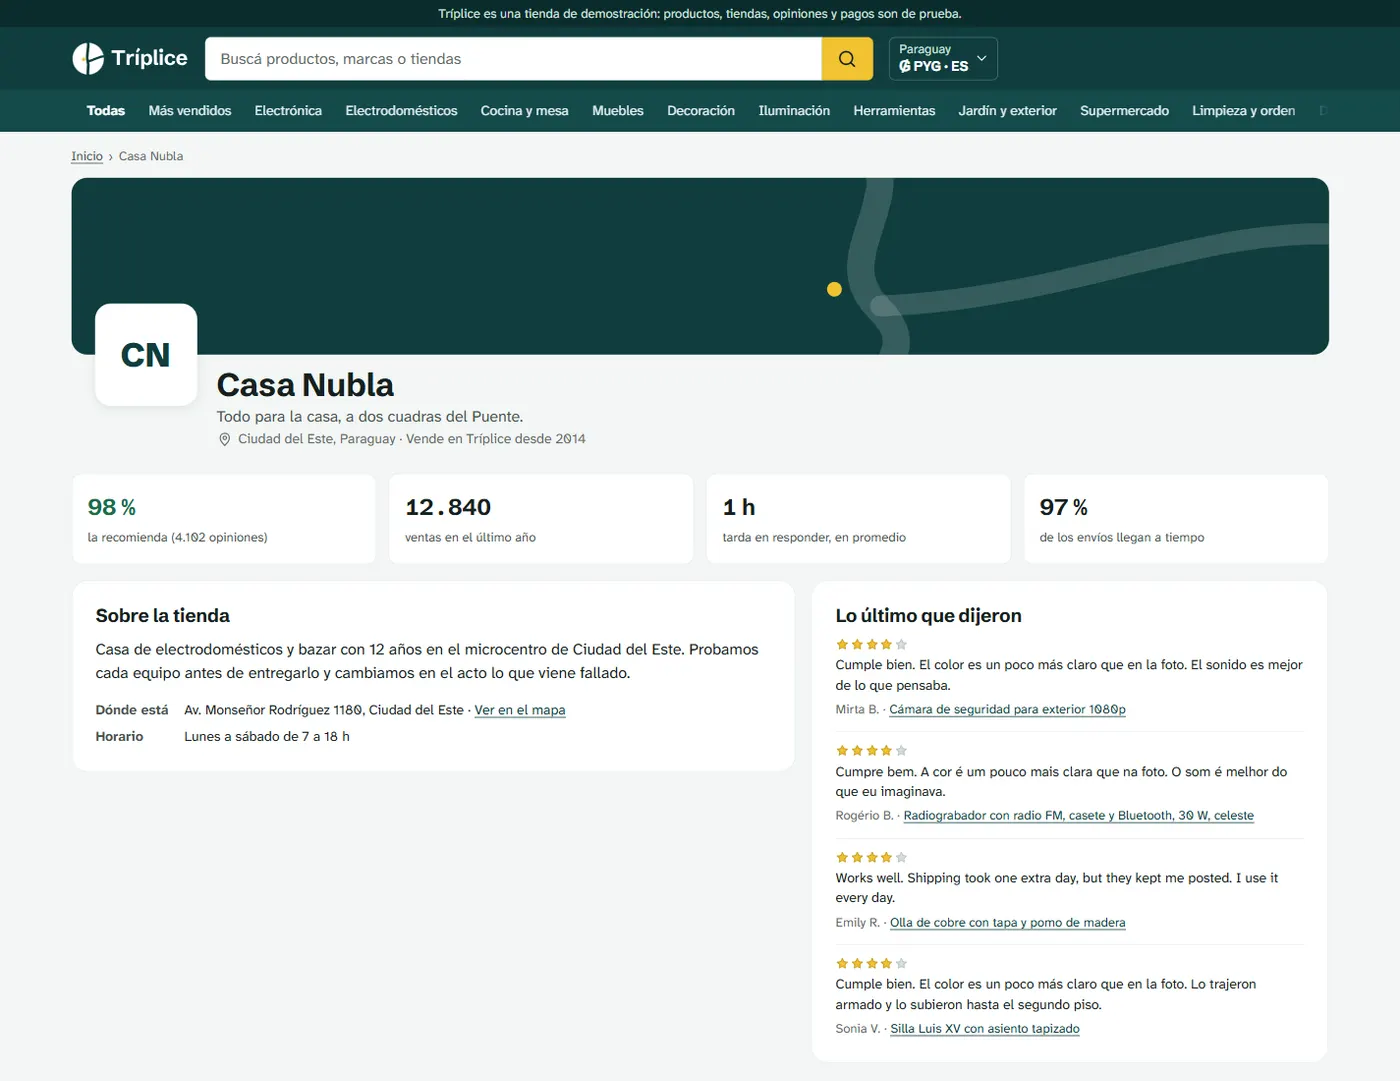 Tríplice es una tienda de demostración: productos, tiendas, opiniones y pagos son de prueba.
Tríplice
Buscá productos, marcas o tiendas
Paraguay
₲ PYG · ES
Todas
Más vendidos
Electrónica
Electrodomésticos
Cocina y mesa
Muebles
Decoración
Iluminación
Herramientas
Jardín y exterior
Supermercado
Limpieza y orden
Inicio › Casa Nubla
CN
Casa Nubla
Todo para la casa, a dos cuadras del Puente.
Ciudad del Este, Paraguay · Vende en Tríplice desde 2014
98 %
la recomienda (4.102 opiniones)
12.840
ventas en el último año
1 h
tarda en responder, en promedio
97 %
de los envíos llegan a tiempo
Sobre la tienda
Casa de electrodomésticos y bazar con 12 años en el microcentro de Ciudad del Este. Probamos
cada equipo antes de entregarlo y cambiamos en el acto lo que viene fallado.
Dónde está Av. Monseñor Rodríguez 1180, Ciudad del Este · Ver en el mapa
Horario Lunes a sábado de 7 a 18 h
Lo último que dijeron
Cumple bien. El color es un poco más claro que en la foto. El sonido es mejor
de lo que pensaba.
Mirta B. · Cámara de seguridad para exterior 1080p
Cumpre bem. A cor é um pouco mais clara que na foto. O som é melhor do
que eu imaginava.
Rogério B. · Radiograbador con radio FM, casete y Bluetooth, 30 W, celeste
Works well. Shipping took one extra day, but they kept me posted. I use it
every day.
Emily R. · Olla de cobre con tapa y pomo de madera
Cumple bien. El color es un poco más claro que en la foto. Lo trajeron
armado y lo subieron hasta el segundo piso.
Sonia V. · Silla Luis XV con asiento tapizado